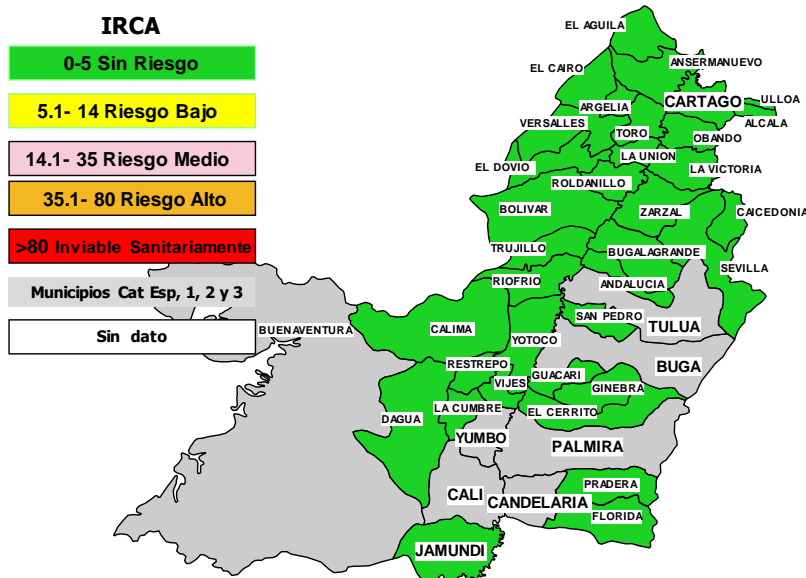 IRCA
0-5 Sin Riesgo
5.1- 14 Riesgo Bajo
14.1- 35 Riesgo Medio
35.1- 80 Riesgo Alto
>80 Inviable Sanitariamente
Municipios Cat Esp, 1, 2 y 3
Sin dato
EL AGUILA
ANSERMANUEVO
EL CAIRO
CARTAGO
ULLOA
ARGELIA
ALCALA
VERSALLES
TORO
OBANDO
LA UNION
EL DOVIO
LA VICTORIA
ROLDANILLO
BOLIVAR
ZARZAL
CAICEDONIA
TRUJILLO
BUGALAGRANDE
SEVILLA
RIOFRIO
ANDALUCIA
SAN PEDRO
TULUA
BUENAVENTURA
CALIMA
YOTOCO
RESTREPO
BUGA
GUACARI
VIJES
GINEBRA
LA CUMBRE
EL CERRITO
DAGUA
YUMBO
PALMIRA
PRADERA
CALI
CANDELARIA
FLORIDA
JAMUNDI